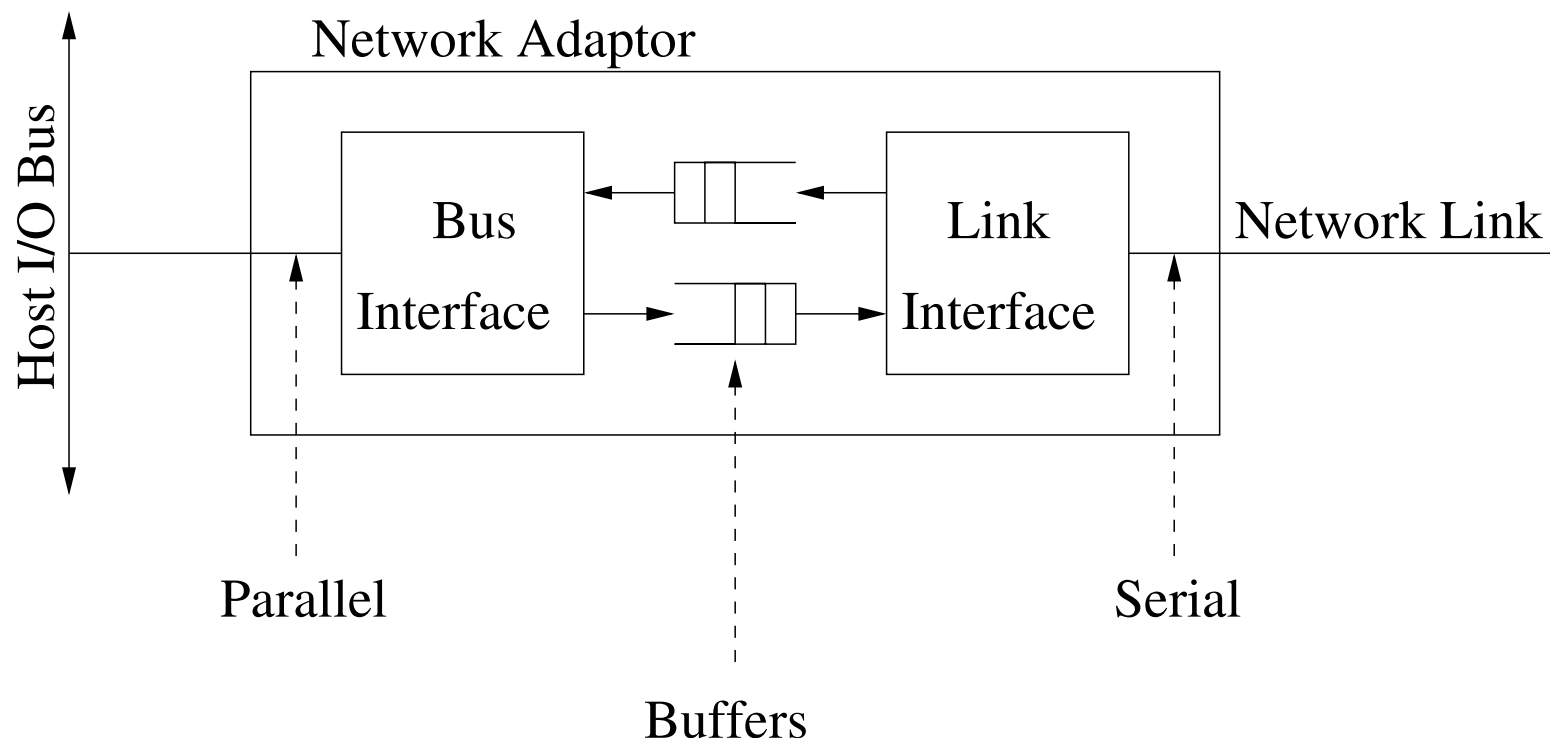 Network Adaptor
Host I/O Bus
Bus
Interface
Link
Interface
Network Link
Parallel
Serial
Buffers